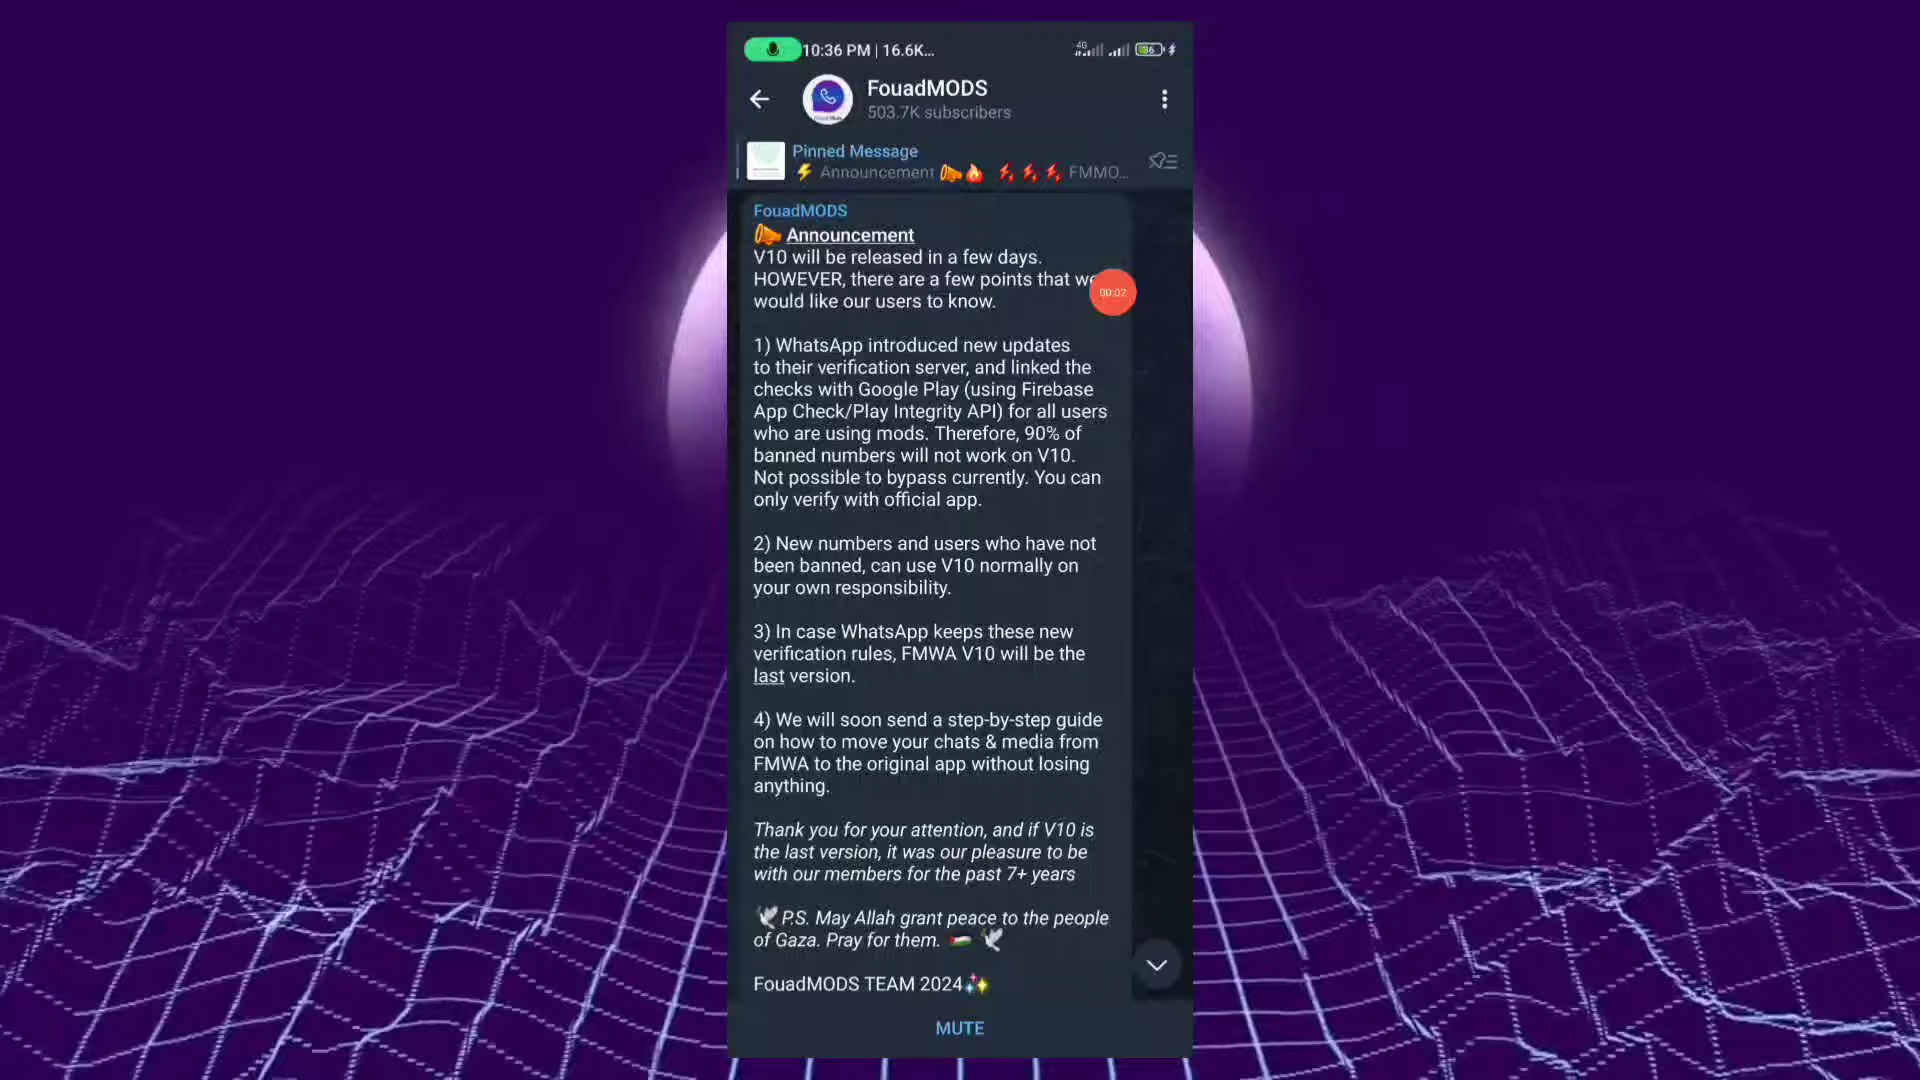 10:36 PM | 16.6K...
4G
36
FouadMODS
503.7K subscribers
Pinned Message
⚡ Announcement 📣🔥 ⚡⚡⚡ FMMO...
FouadMODS
📣 Announcement
V10 will be released in a few days.
HOWEVER, there are a few points that we
would like our users to know.
00:02
1) WhatsApp introduced new updates
to their verification server, and linked the
checks with Google Play (using Firebase
App Check/Play Integrity API) for all users
who are using mods. Therefore, 90% of
banned numbers will not work on V10.
Not possible to bypass currently. You can
only verify with official app.
2) New numbers and users who have not
been banned, can use V10 normally on
your own responsibility.
3) In case WhatsApp keeps these new
verification rules, FMWA V10 will be the
last version.
4) We will soon send a step-by-step guide
on how to move your chats & media from
FMWA to the original app without losing
anything.
Thank you for your attention, and if V10 is
the last version, it was our pleasure to be
with our members for the past 7+ years
🕊P.S. May Allah grant peace to the people
of Gaza. Pray for them. 🇵🇸 🕊
FouadMODS TEAM 2024✨
MUTE